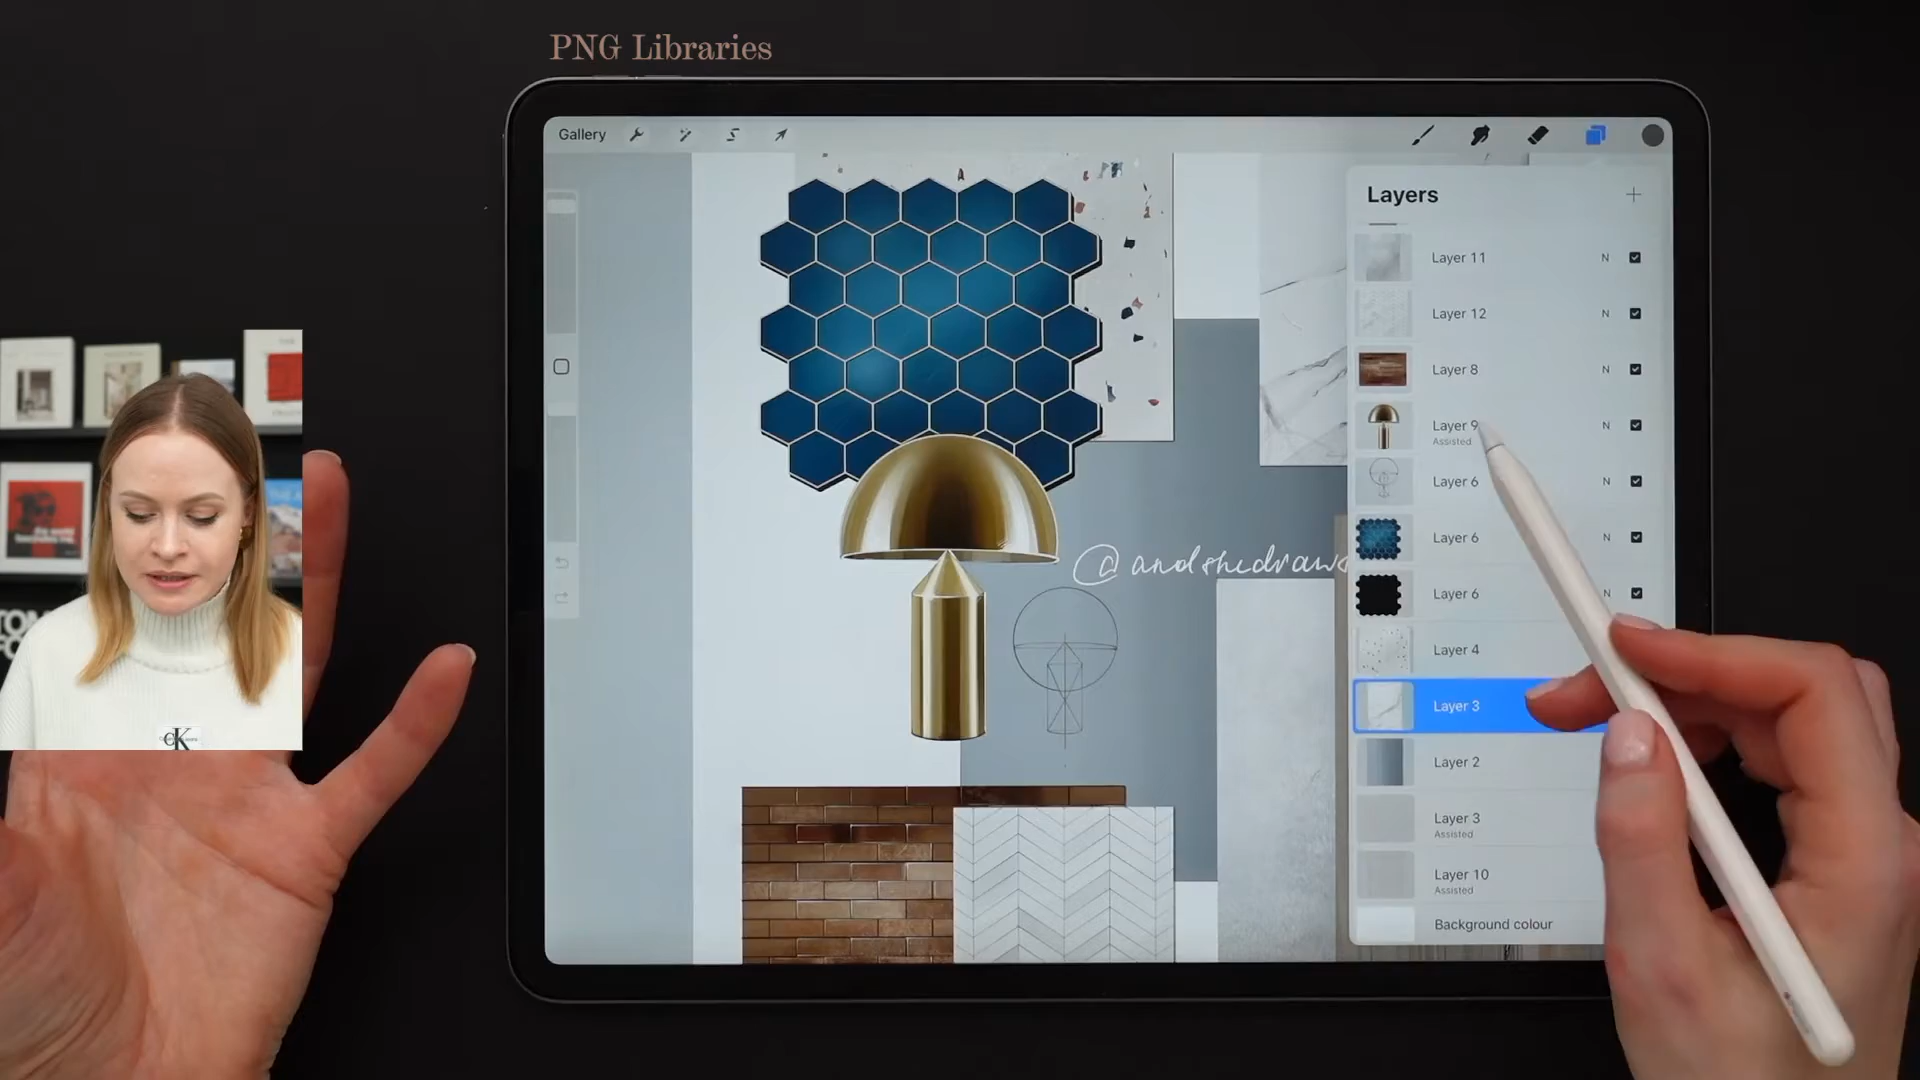 PNG Libraries
Gallery
Layers
Layer 11
N
Layer 12
N
Layer 8
N
Layer 9
Assisted
N
Layer 6
N
Layer 6
N
Layer 6
N
Layer 4
Layer 3
Layer 2
Layer 3
Assisted
Layer 10
Assisted
Background colour
@andshedraws
CK